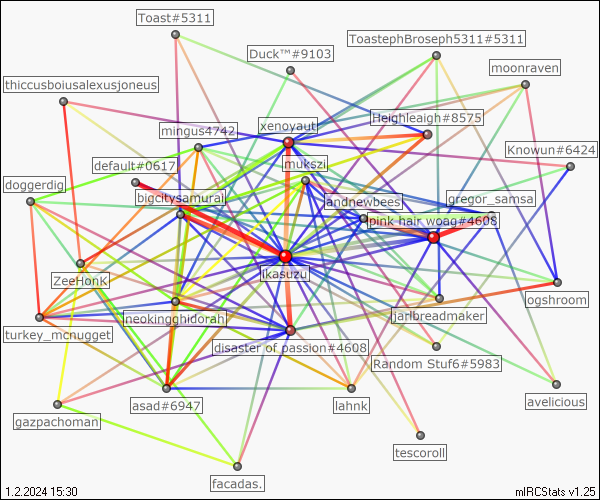 Toast#5311
ToastephBroseph5311#5311
Duck™#9103
moonraven
thiccusboiusalexusjoneus
Heighleaigh#8575
xenoyaut
mingus4742
Knowun#6424
mukszi
default#0617
doggerdig
bigcitysamurai
landnewbees
gregor_samsa
pink hair woag#4608
ikasuzu
ZeeHonk
ogshroom
neokingghidorah
jarlbreadmaker
turkey_mcnugget
disaster of passion#4608
Random Stuf6#5983
asad#6947
lahnk
avelicious
gazpachoman
tescoroll
facadas.
1.2.2024 15:30
mIRCStats v1.25